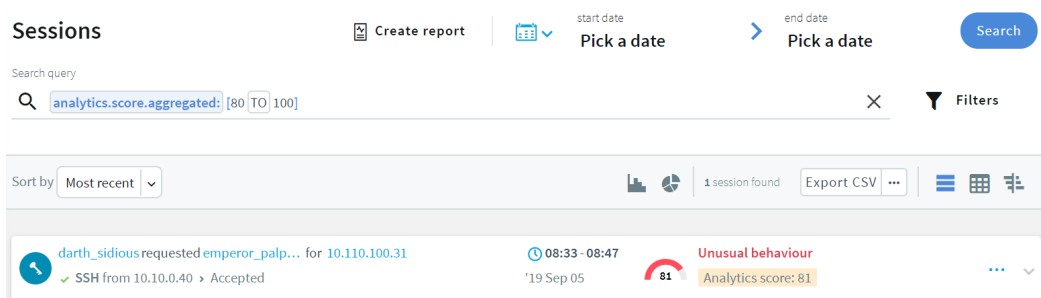 Sessions
Create report
start date
Pick a date
end date
Pick a date
Search
Search query
analytics.score.aggregated: [80 TO 100]
Filters
Sort by Most recent
1 session found
Export CSV
darth_sidious requested emperor_palp... for 10.110.100.31
08:33 - 08:47
Unusual behaviour
SSH from 10.10.0.40 > Accepted
'19 Sep 05
81
Analytics score: 81